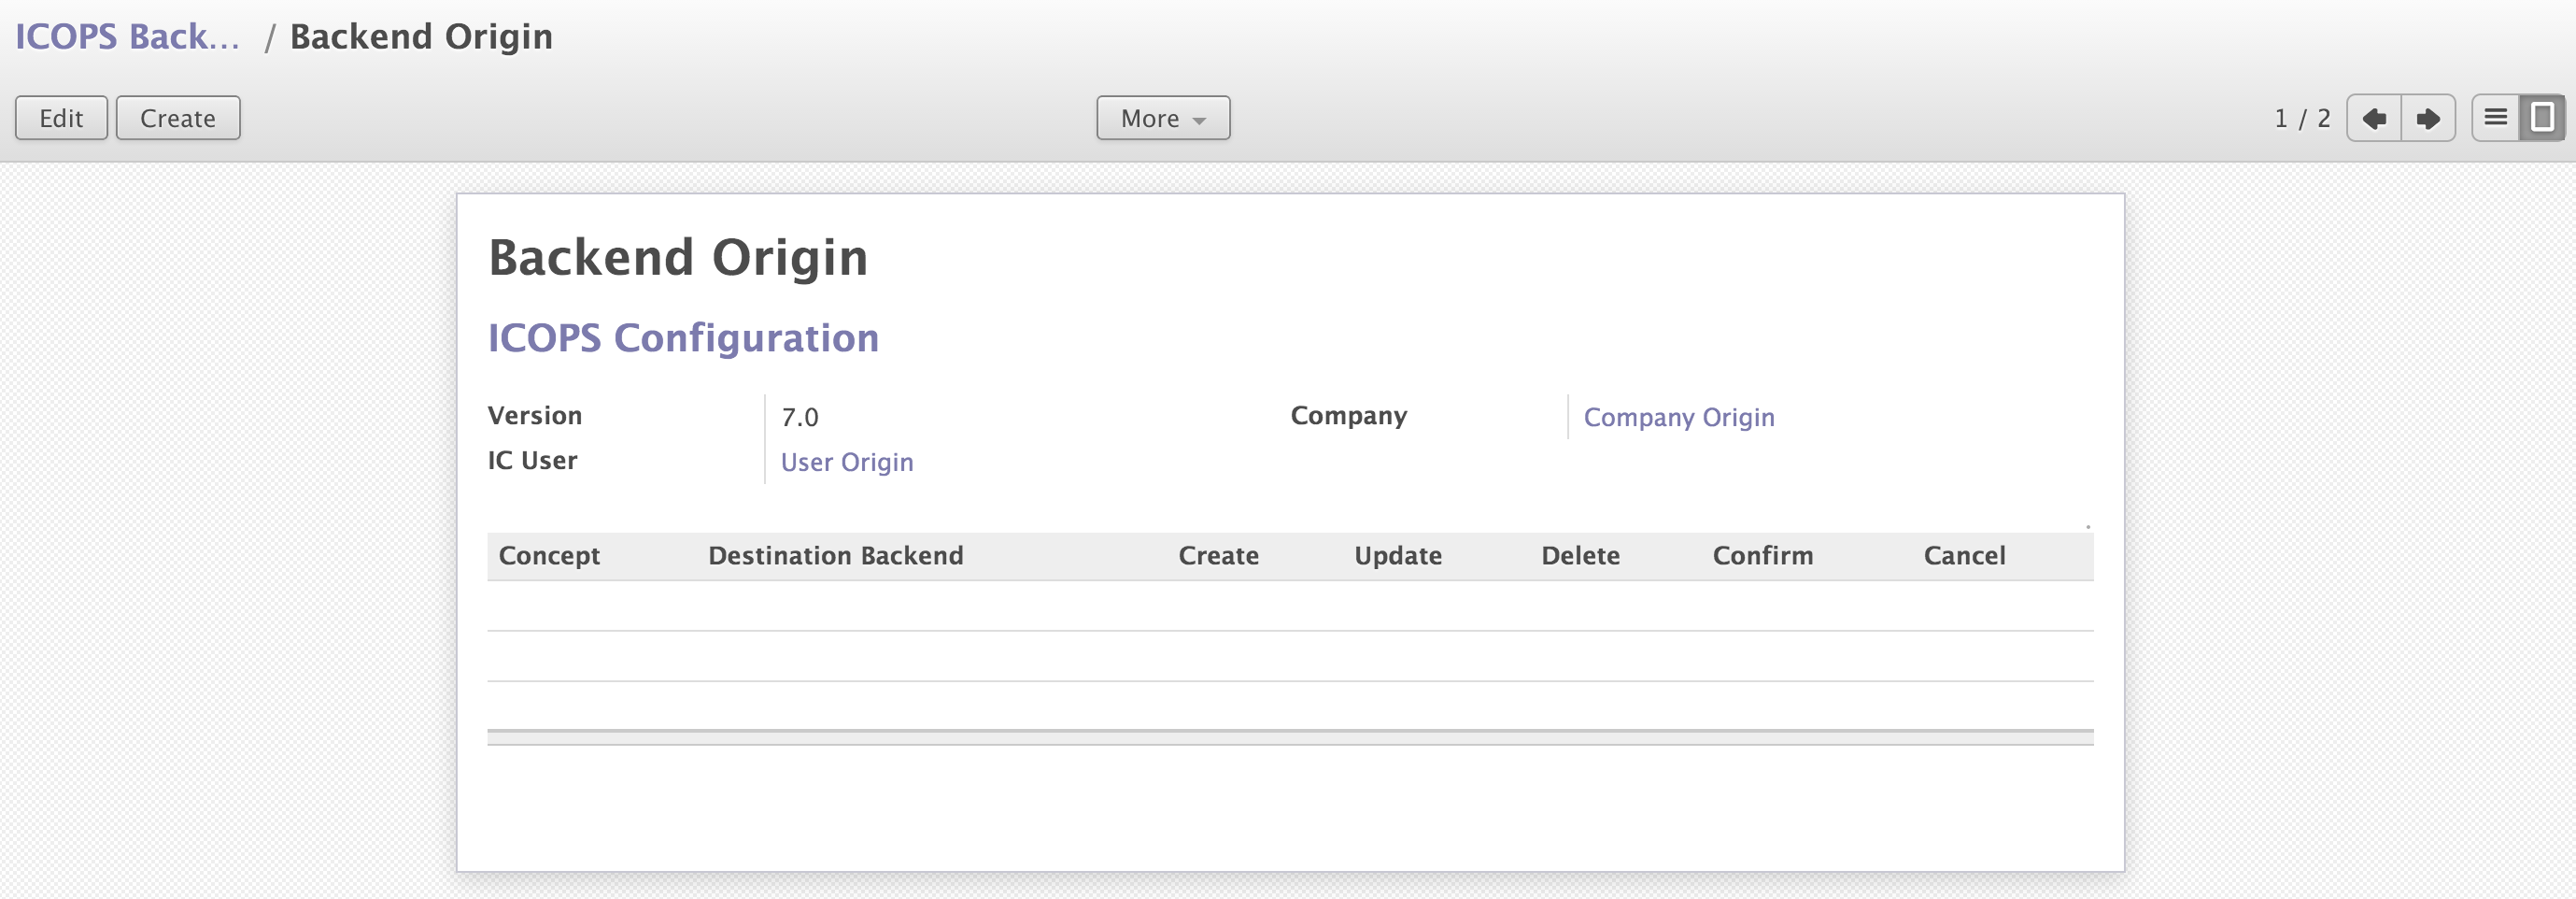 ICOPS Back... / Backend Origin
Edit Create More 1 / 2
Backend Origin
ICOPS Configuration
Version 7.0 Company Company Origin
IC User User Origin
Concept Destination Backend Create Update Delete Confirm Cancel